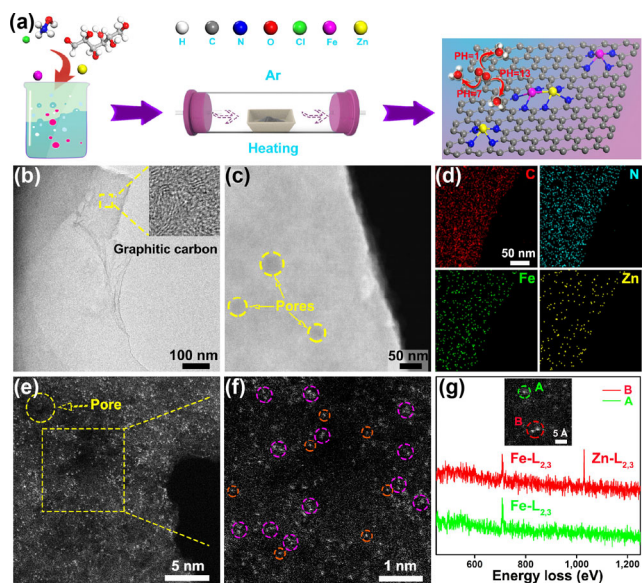 (a)
H C N O Cl Fe Zn
Ar
Heating
PH=1
PH=13
PH=7
(b)
Graphitic carbon
100 nm
(c)
Pores
50 nm
(d)
C
N
50 nm
Fe
Zn
(e)
Pore
5 nm
(f)
1 nm
(g)
A
B
5 Å
B
A
Fe-L2,3
Zn-L2,3
Fe-L2,3
600 800 1,000 1,200
Energy loss (eV)